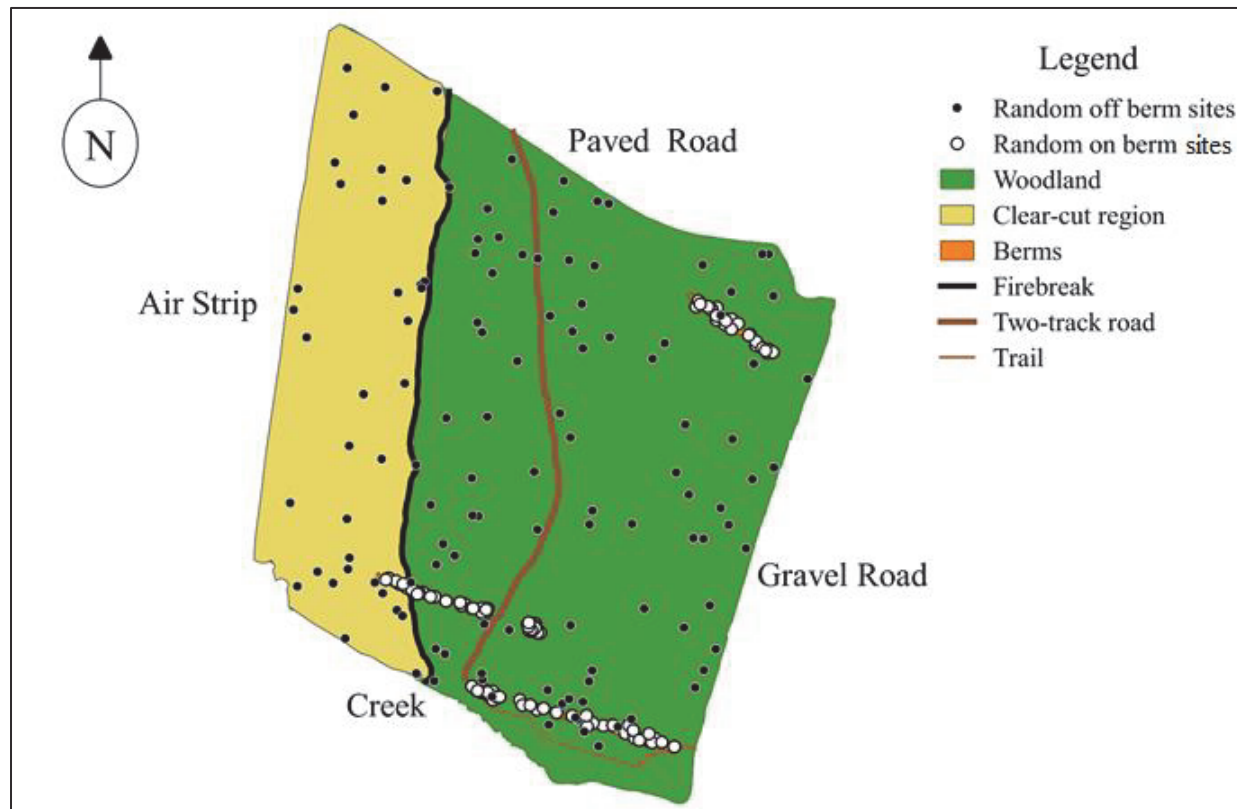 N
Paved Road
Air Strip
Gravel Road
Creek
Legend
Random off berm sites
Random on berm sites
Woodland
Clear-cut region
Berms
Firebreak
Two-track road
Trail